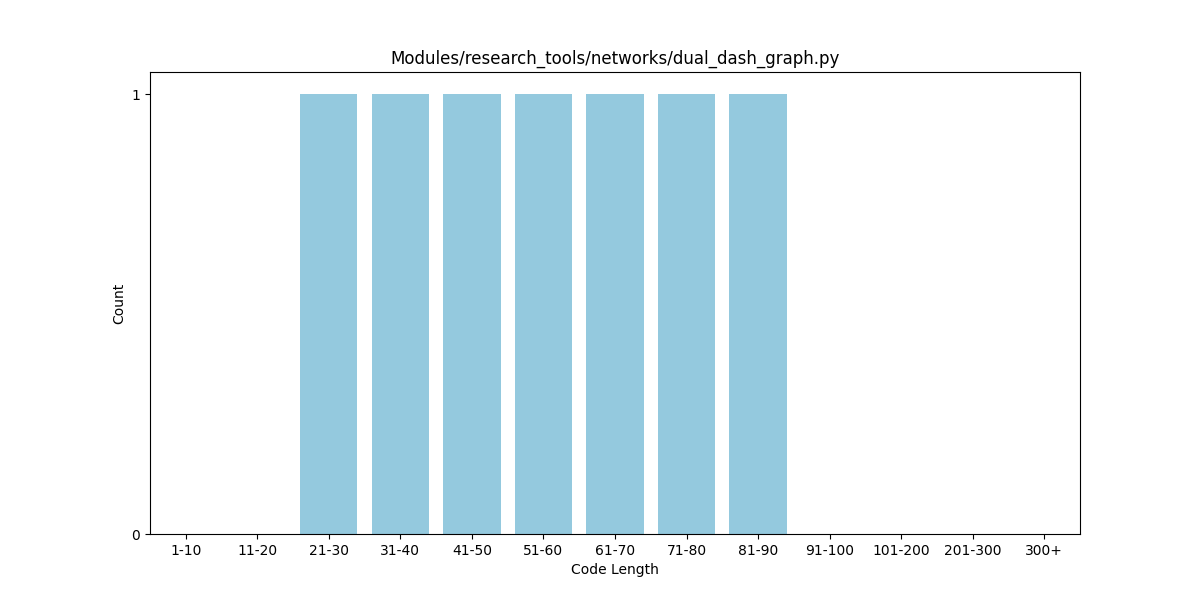 Modules/research_tools/networks/dual_dash_graph.py
1
0
Count
1-10 11-20 21-30 31-40 41-50 51-60 61-70 71-80 81-90 91-100 101-200 201-300 300+
Code Length